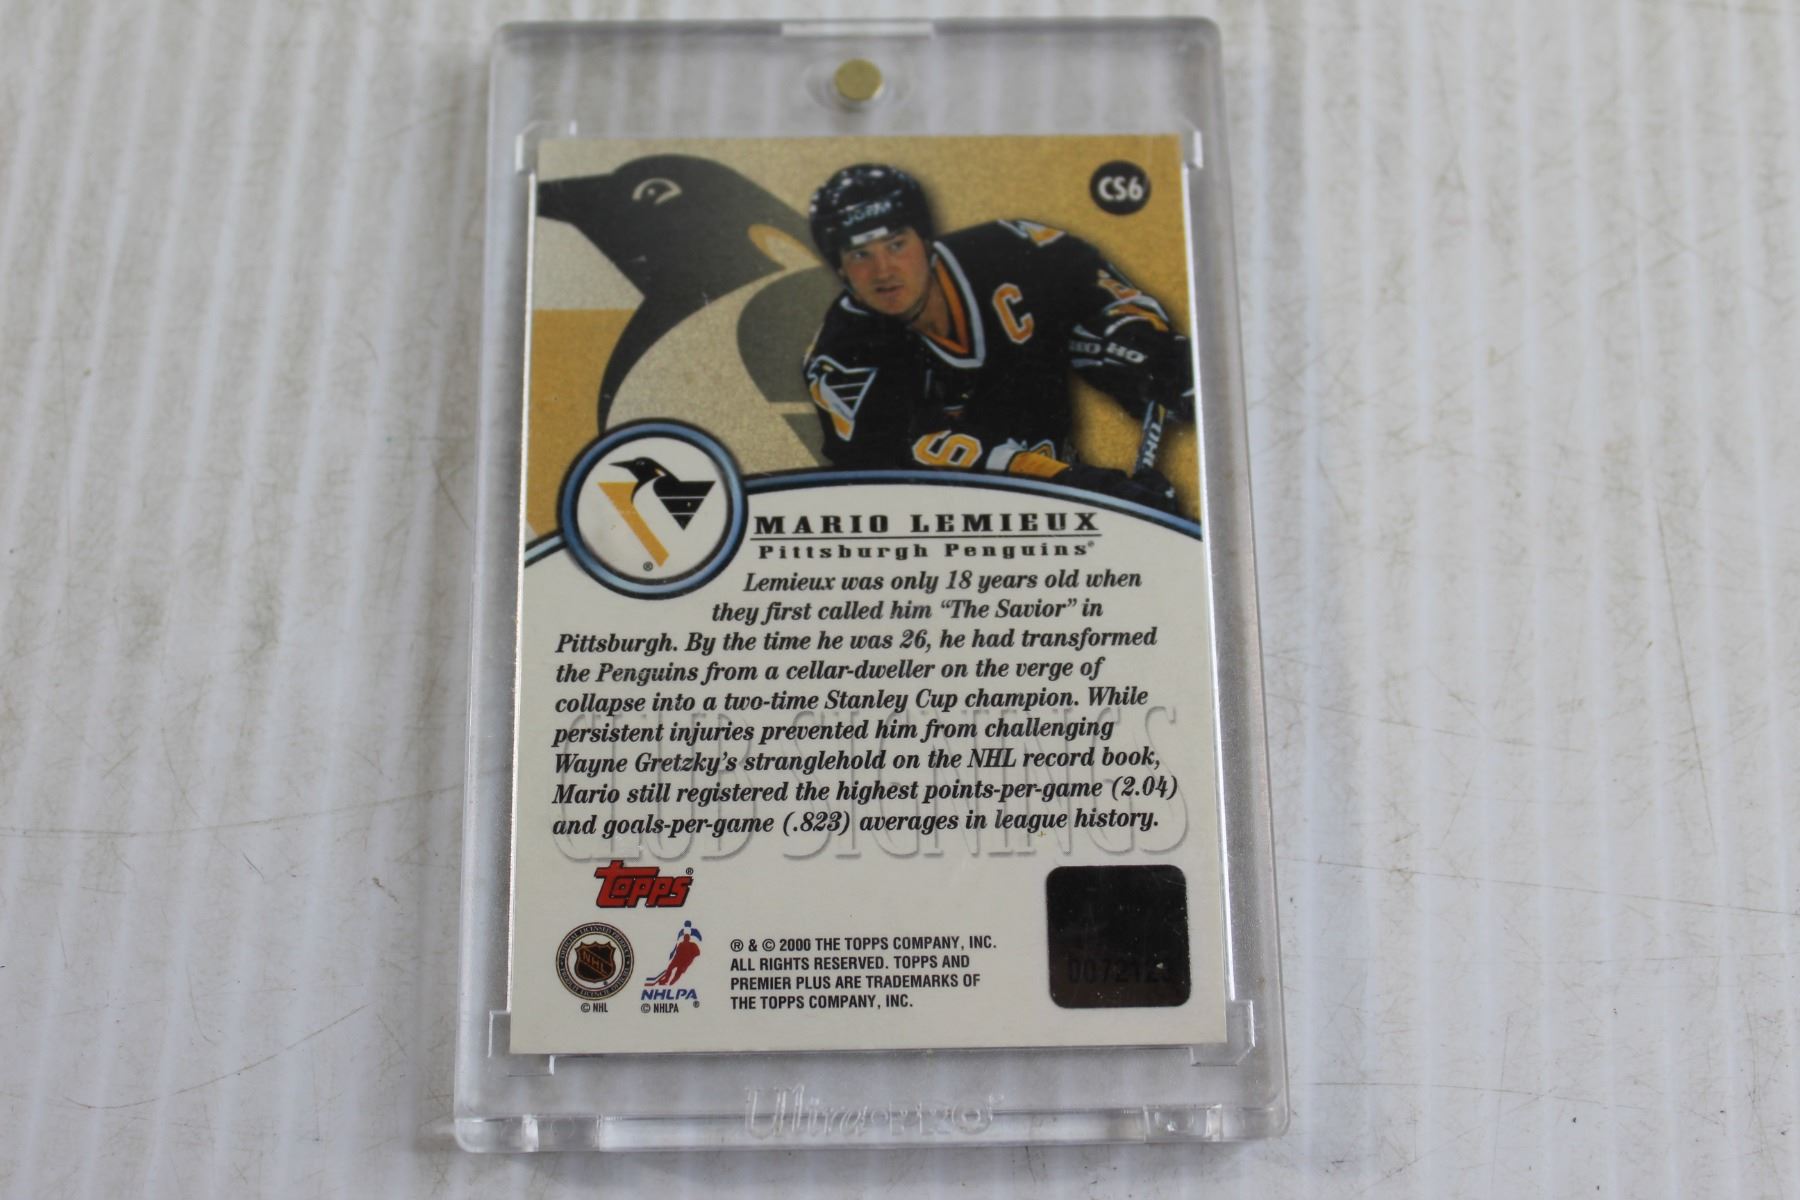 CS6
JOFA
C
MARIO LEMIEUX
Pittsburgh Penguins®
Lemieux was only 18 years old when
they first called him “The Savior” in
Pittsburgh. By the time he was 26, he had transformed
the Penguins from a cellar-dweller on the verge of
collapse into a two-time Stanley Cup champion. While
persistent injuries prevented him from challenging
Wayne Gretzky's stranglehold on the NHL record book,
Mario still registered the highest points-per-game (2.04)
and goals-per-game (.823) averages in league history.
CLUB SIGNINGS
Topps®
NHL
© NHL
NHLPA®
© NHLPA
® & © 2000 THE TOPPS COMPANY, INC.
ALL RIGHTS RESERVED. TOPPS AND
PREMIER PLUS ARE TRADEMARKS OF
THE TOPPS COMPANY, INC.
Ultra•PRO